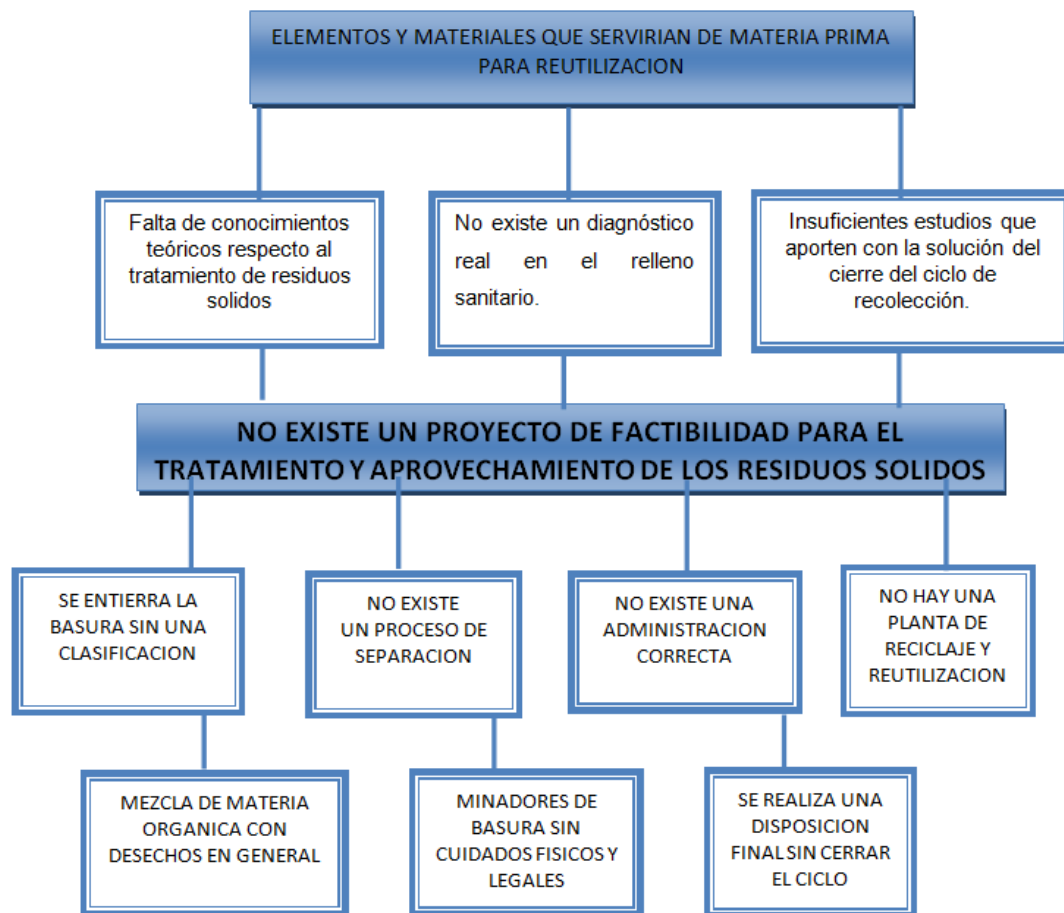 ELEMENTOS Y MATERIALES QUE SERVIRIAN DE MATERIA PRIMA
PARA REUTILIZACION
Falta de conocimientos
teóricos respecto al
tratamiento de residuos
solidos
No existe un diagnóstico
real en el relleno
sanitario.
Insuficientes estudios que
aporten con la solución del
cierre del ciclo de
recolección.
NO EXISTE UN PROYECTO DE FACTIBILIDAD PARA EL
TRATAMIENTO Y APROVECHAMIENTO DE LOS RESIDUOS SOLIDOS
SE ENTIERRA LA
BASURA SIN UNA
CLASIFICACION
NO EXISTE
UN PROCESO DE
SEPARACION
NO EXISTE UNA
ADMINISTRACION
CORRECTA
NO HAY UNA
PLANTA DE
RECICLAJE Y
REUTILIZACION
MEZCLA DE MATERIA
ORGANICA CON
DESECHOS EN GENERAL
MINADORES DE
BASURA SIN
CUIDADOS FISICOS Y
LEGALES
SE REALIZA UNA
DISPOSICION
FINAL SIN CERRAR
EL CICLO